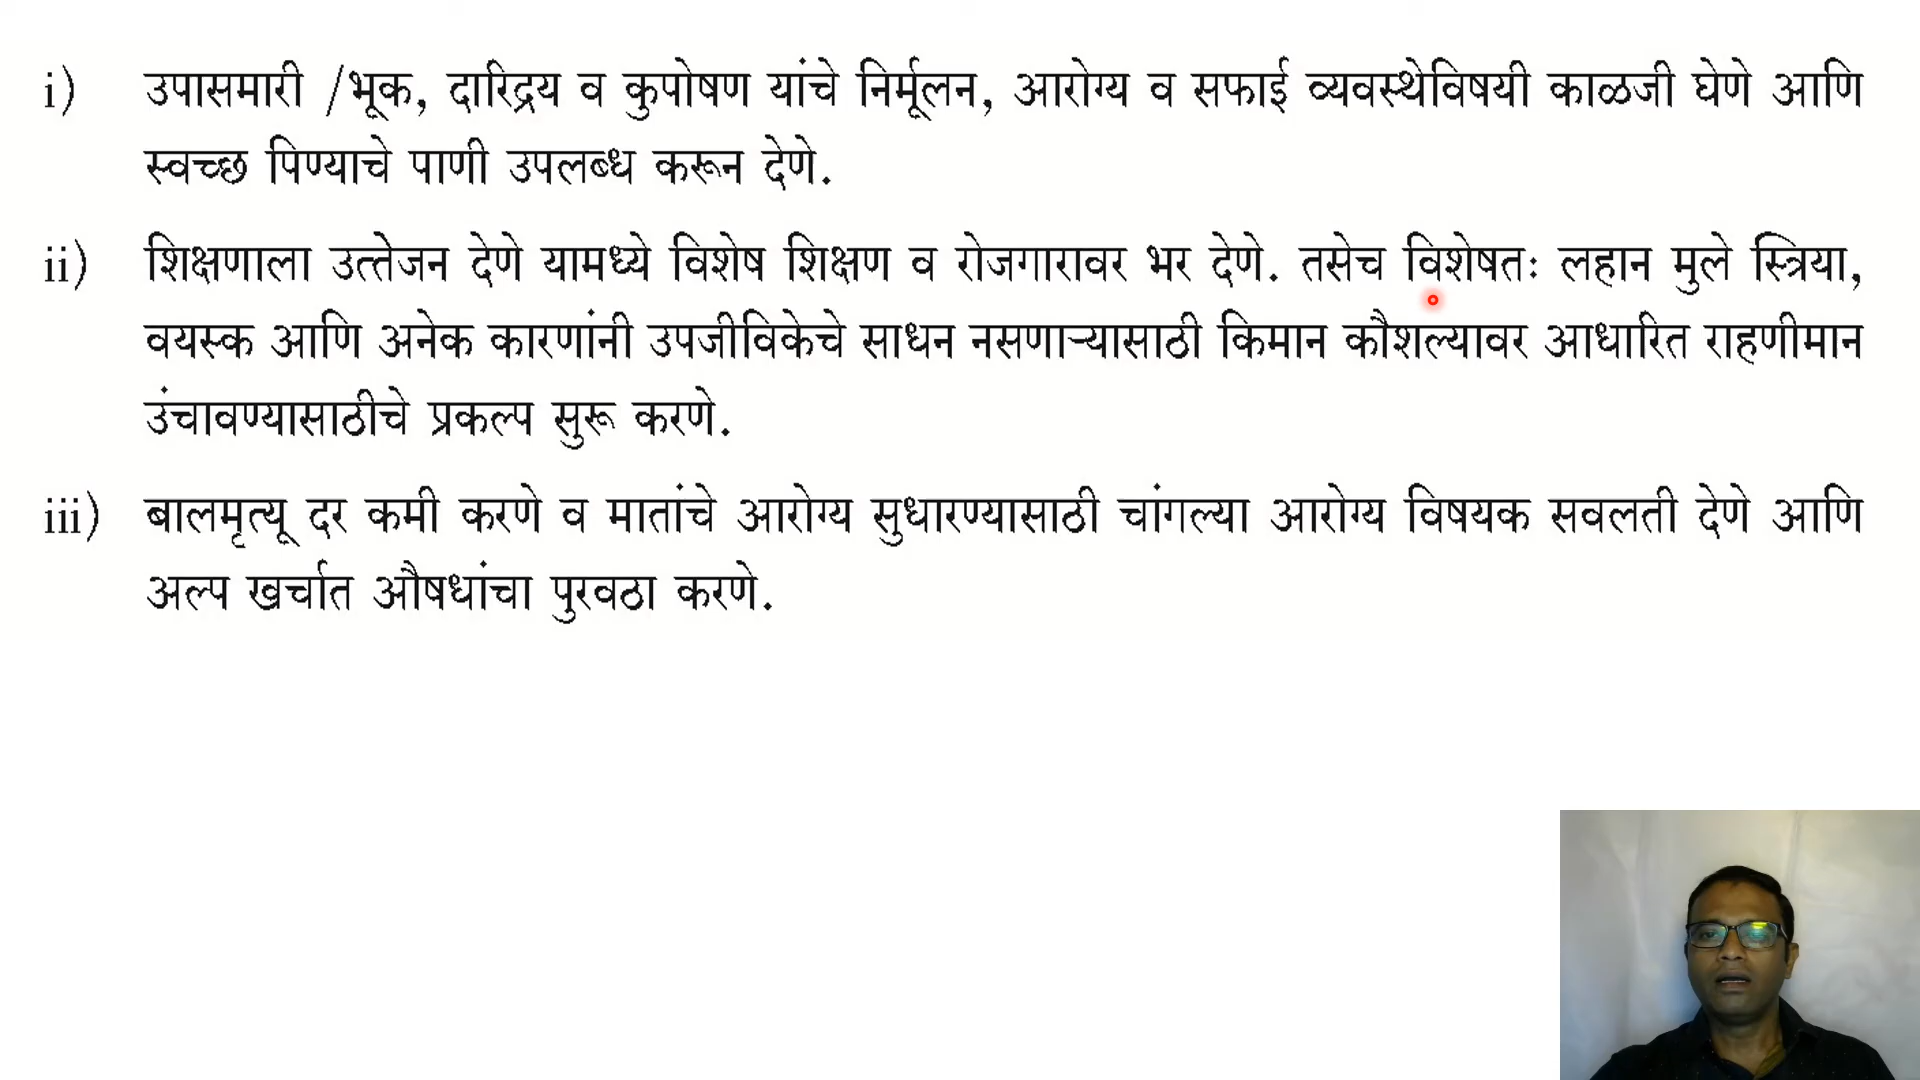 i) उपासमारी /भूक, दारिद्रय व कुपोषण यांचे निर्मूलन, आरोग्य व सफाई व्यवस्थेविषयी काळजी घेणे आणि
स्वच्छ पिण्याचे पाणी उपलब्ध करून देणे.
ii) शिक्षणाला उत्तेजन देणे यामध्ये विशेष शिक्षण व रोजगारावर भर देणे. तसेच विशेषतः लहान मुले स्त्रिया,
वयस्क आणि अनेक कारणांनी उपजीविकेचे साधन नसणाऱ्यासाठी किमान कौशल्यावर आधारित राहणीमान
उंचावण्यासाठीचे प्रकल्प सुरू करणे.
iii) बालमृत्यू दर कमी करणे व मातांचे आरोग्य सुधारण्यासाठी चांगल्या आरोग्य विषयक सवलती देणे आणि
अल्प खर्चात औषधांचा पुरवठा करणे.